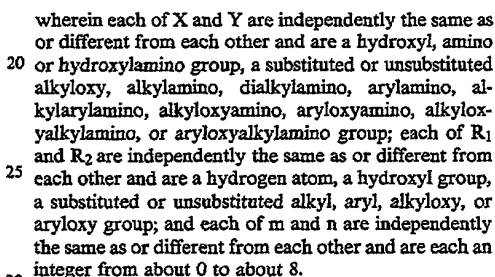 wherein each of X and Y are independently the same as
or different from each other and are a hydroxyl, amino
20 or hydroxylamino group, a substituted or unsubstituted
alkyloxy, alkylamino, dialkylamino, arylamino, al-
kylarylamino, alkyloxyamino, aryloxyamino, alkylox-
yalkylamino, or aryloxyalkylamino group; each of R1
and R2 are independently the same as or different from
25 each other and are a hydrogen atom, a hydroxyl group,
a substituted or unsubstituted alkyl, aryl, alkyloxy, or
aryloxy group; and each of m and n are independently
the same as or different from each other and are each an
integer from about 0 to about 8.